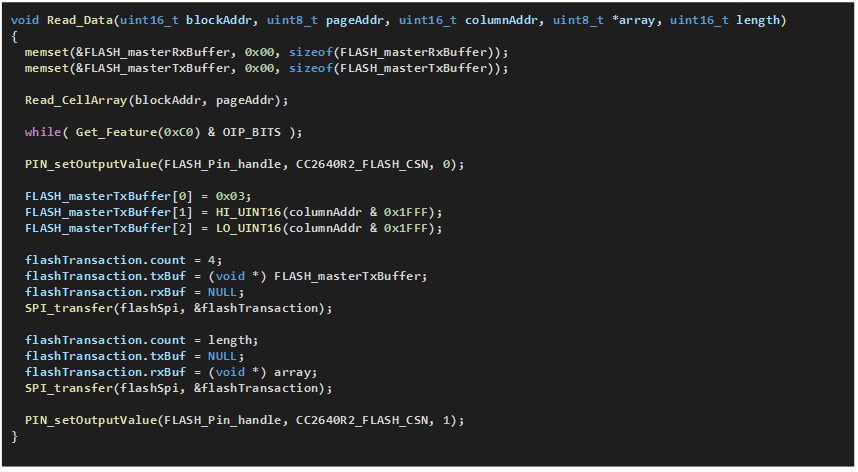 void Read_Data(uint16_t blockAddr, uint8_t pageAddr, uint16_t columnAddr, uint8_t *array, uint16_t length)
{
  memset(&FLASH_masterRxBuffer, 0x00, sizeof(FLASH_masterRxBuffer));
  memset(&FLASH_masterTxBuffer, 0x00, sizeof(FLASH_masterTxBuffer));

  Read_CellArray(blockAddr, pageAddr);

  while( Get_Feature(0xC0) & OIP_BITS );

  PIN_setOutputValue(FLASH_Pin_handle, CC2640R2_FLASH_CSN, 0);

  FLASH_masterTxBuffer[0] = 0x03;
  FLASH_masterTxBuffer[1] = HI_UINT16(columnAddr & 0x1FFF);
  FLASH_masterTxBuffer[2] = LO_UINT16(columnAddr & 0x1FFF);

  flashTransaction.count = 4;
  flashTransaction.txBuf = (void *) FLASH_masterTxBuffer;
  flashTransaction.rxBuf = NULL;
  SPI_transfer(flashSpi, &flashTransaction);

  flashTransaction.count = length;
  flashTransaction.txBuf = NULL;
  flashTransaction.rxBuf = (void *) array;
  SPI_transfer(flashSpi, &flashTransaction);

  PIN_setOutputValue(FLASH_Pin_handle, CC2640R2_FLASH_CSN, 1);
}